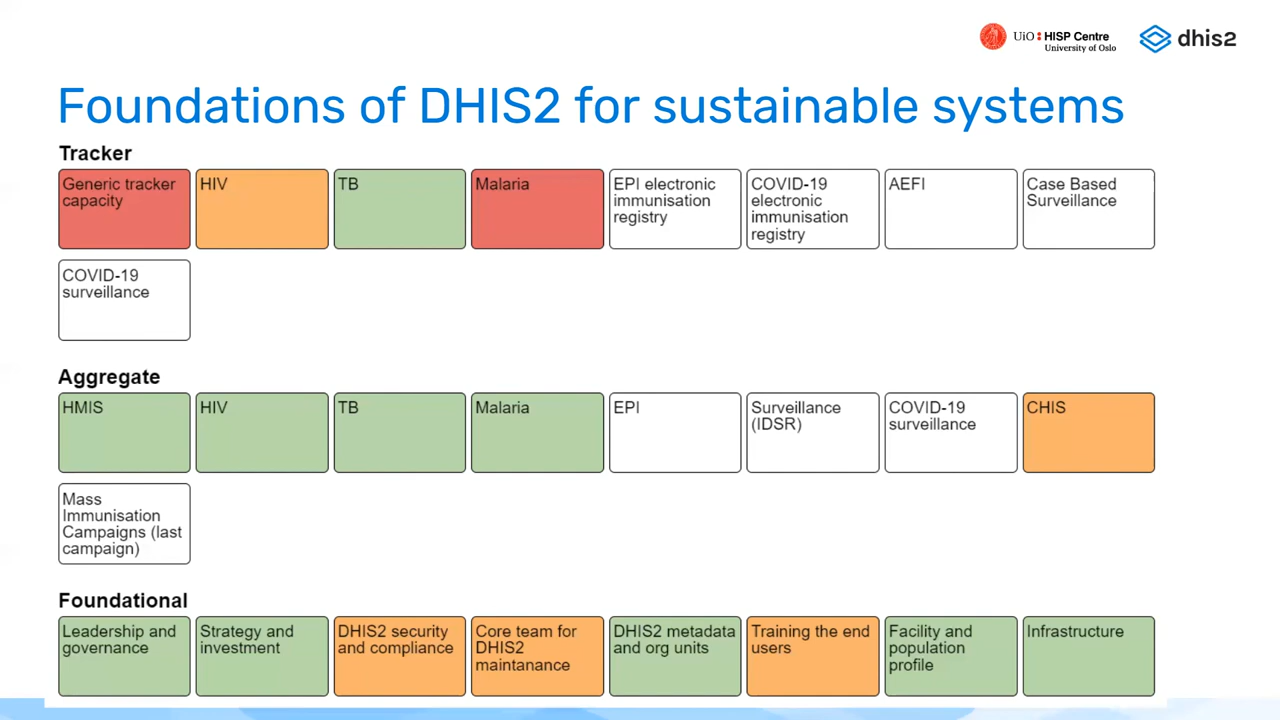 UiO HISP Centre
University of Oslo
dhis2
Foundations of DHIS2 for sustainable systems
Tracker
Generic tracker
capacity
HIV
TB
Malaria
EPI electronic
immunisation
registry
COVID-19
electronic
immunisation
registry
AEFI
Case Based
Surveillance
COVID-19
surveillance
Aggregate
HMIS
HIV
TB
Malaria
EPI
Surveillance
(IDSR)
COVID-19
surveillance
CHIS
Mass
Immunisation
Campaigns (last
campaign)
Foundational
Leadership and
governance
Strategy and
investment
DHIS2 security
and compliance
Core team for
DHIS2
maintanance
DHIS2 metadata
and org units
Training the end
users
Facility and
population
profile
Infrastructure